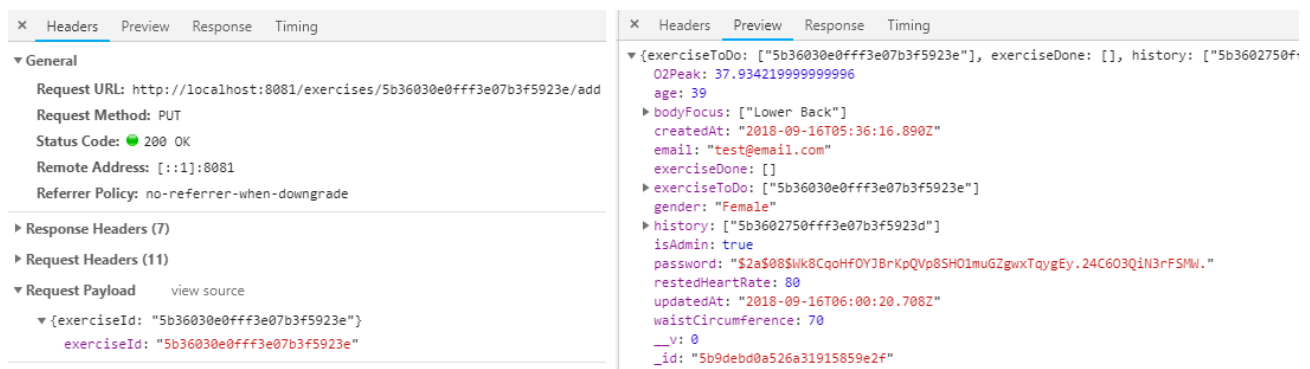 × Headers Preview Response Timing
▼ General
Request URL: http://localhost:8081/exercises/5b36030e0fff3e07b3f5923e/add
Request Method: PUT
Status Code: 200 OK
Remote Address: [::1]:8081
Referrer Policy: no-referrer-when-downgrade
▶ Response Headers (7)
▶ Request Headers (11)
▼ Request Payload view source
▼ {exerciseId: "5b36030e0fff3e07b3f5923e"}
exerciseId: "5b36030e0fff3e07b3f5923e"
× Headers Preview Response Timing
▼ {exerciseToDo: ["5b36030e0fff3e07b3f5923e"], exerciseDone: [], history: ["5b3602750ff
O2Peak: 37.934219999999996
age: 39
▶ bodyFocus: ["Lower Back"]
createdAt: "2018-09-16T05:36:16.890Z"
email: "test@email.com"
exerciseDone: []
▶ exerciseToDo: ["5b36030e0fff3e07b3f5923e"]
gender: "Female"
▶ history: ["5b3602750fff3e07b3f5923d"]
isAdmin: true
password: "$2a$08$Wk8CqoHfOYJBrKpQVp8SHO1muGZgwxTqygEy.24C6O3QiN3rFSMW."
restedHeartRate: 80
updatedAt: "2018-09-16T06:00:20.708Z"
waistCircumference: 70
__v: 0
_id: "5b9debd0a526a31915859e2f"